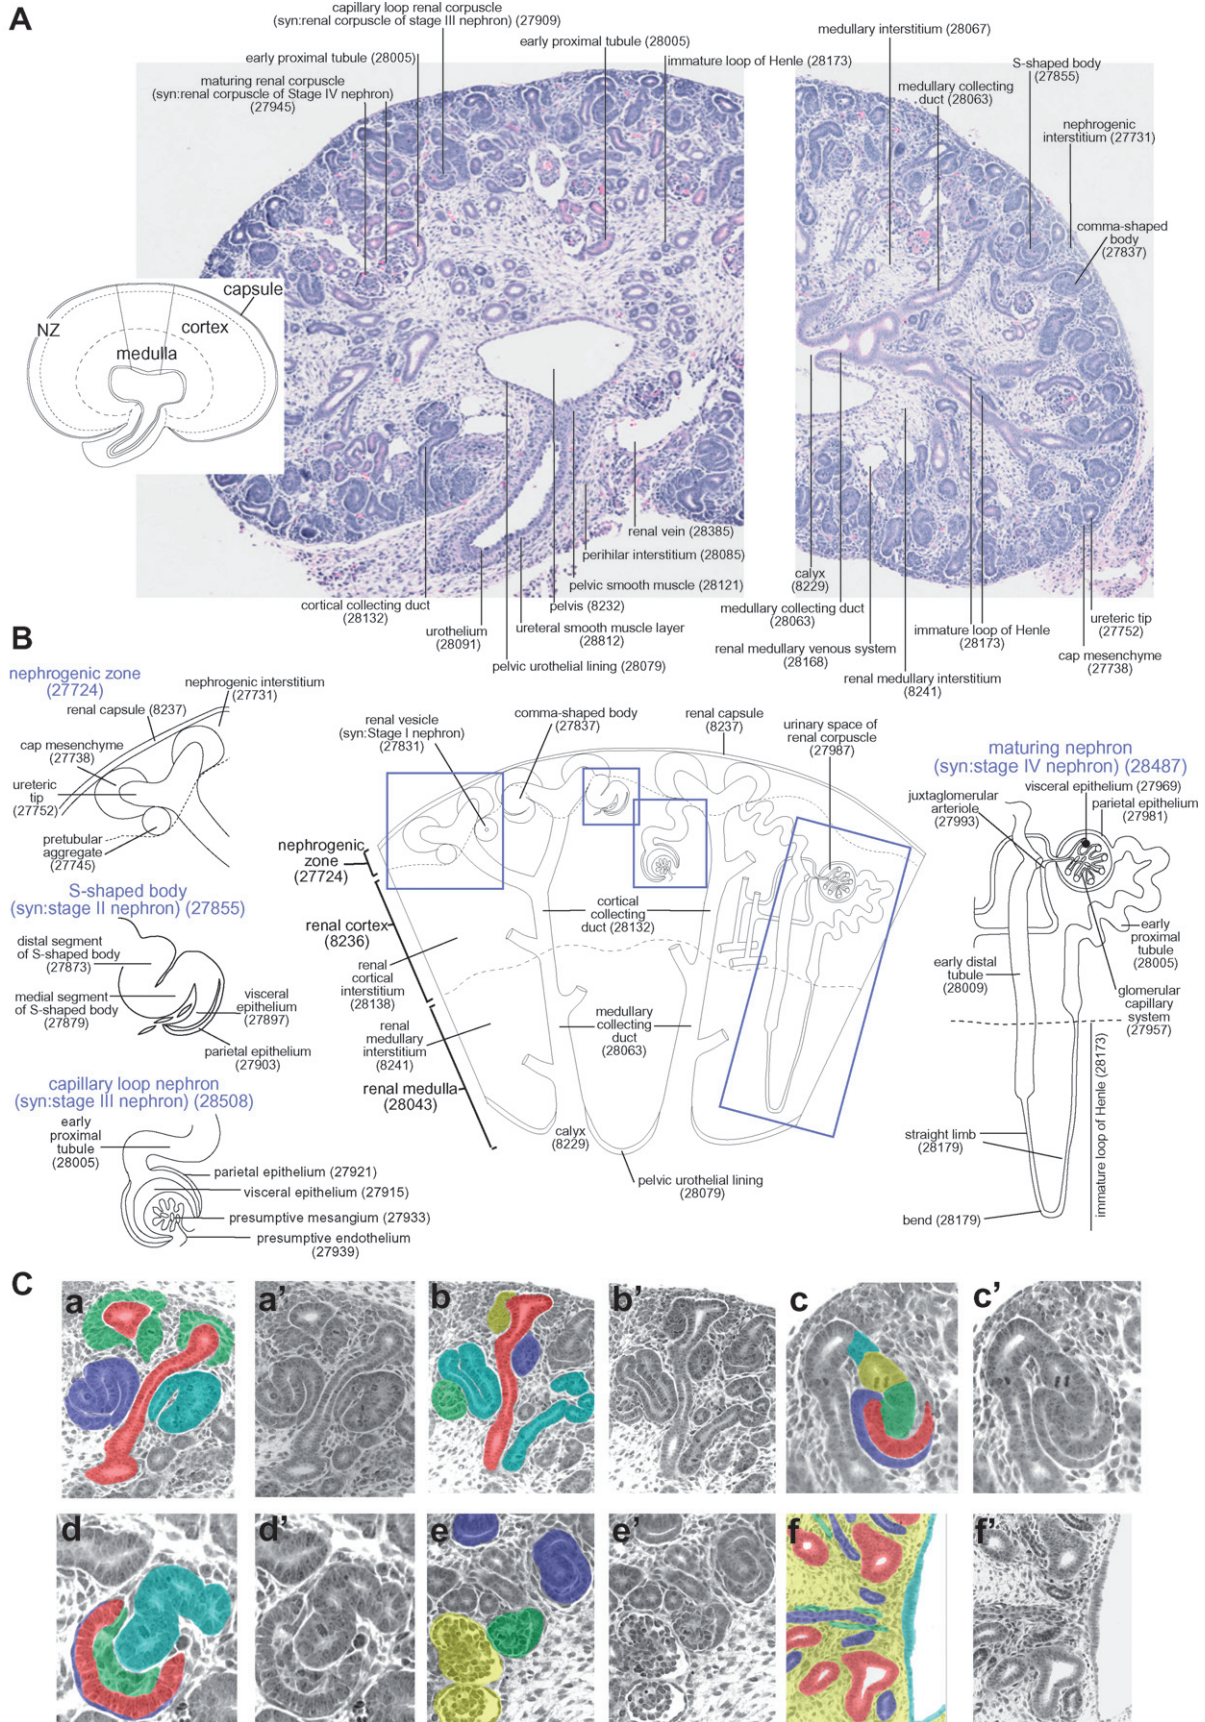 A
capillary loop renal corpuscle
(syn:renal corpuscle of stage III nephron) (27909)
early proximal tubule (28005)
maturing renal corpuscle
(syn:renal corpuscle of Stage IV nephron)
(27945)
early proximal tubule (28005)
immature loop of Henle (28173)
medullary interstitium (28067)
S-shaped body
(27855)
medullary collecting
duct (28063)
nephrogenic
interstitium (27731)
comma-shaped
body
(27837)
capsule
NZ
cortex
medulla
renal vein (28385)
perihilar interstitium (28085)
pelvic smooth muscle (28121)
pelvis (8232)
cortical collecting duct
(28132)
urothelium
(28091)
ureteral smooth muscle layer
(28812)
pelvic urothelial lining (28079)
calyx
(8229)
medullary collecting duct
(28063)
renal medullary venous system
(28168)
immature loop of Henle
(28173)
renal medullary interstitium
(8241)
ureteric tip
(27752)
cap mesenchyme
(27738)
B
nephrogenic zone
(27724)
nephrogenic interstitium
(27731)
renal capsule (8237)
cap mesenchyme
(27738)
ureteric
tip
(27752)
pretubular
aggregate
(27745)
S-shaped body
(syn:stage II nephron) (27855)
distal segment
of S-shaped body
(27873)
medial segment
of S-shaped body
(27879)
visceral
epithelium
(27897)
parietal epithelium
(27903)
capillary loop nephron
(syn:stage III nephron) (28508)
early
proximal
tubule
(28005)
parietal epithelium (27921)
visceral epithelium (27915)
presumptive mesangium (27933)
presumptive endothelium
(27939)
renal vesicle
(syn:Stage I nephron)
(27831)
comma-shaped body
(27837)
renal capsule
(8237)
urinary space of
renal corpuscle
(27987)
nephrogenic
zone
(27724)
renal cortex
(8236)
renal
cortical
interstitium
(28138)
renal
medullary
interstitium
(8241)
renal medulla
(28043)
cortical
collecting
duct (28132)
medullary
collecting
duct
(28063)
calyx
(8229)
pelvic urothelial lining
(28079)
maturing nephron
(syn:stage IV nephron) (28487)
visceral epithelium (27969)
juxtaglomerular
arteriole
(27993)
parietal epithelium
(27981)
early
proximal
tubule
(28005)
early distal
tubule
(28009)
glomerular
capillary
system
(27957)
immature loop of Henle (28173)
straight limb
(28179)
bend (28179)
C
a
a'
b
b'
c
c'
d
d'
e
e'
f
f'